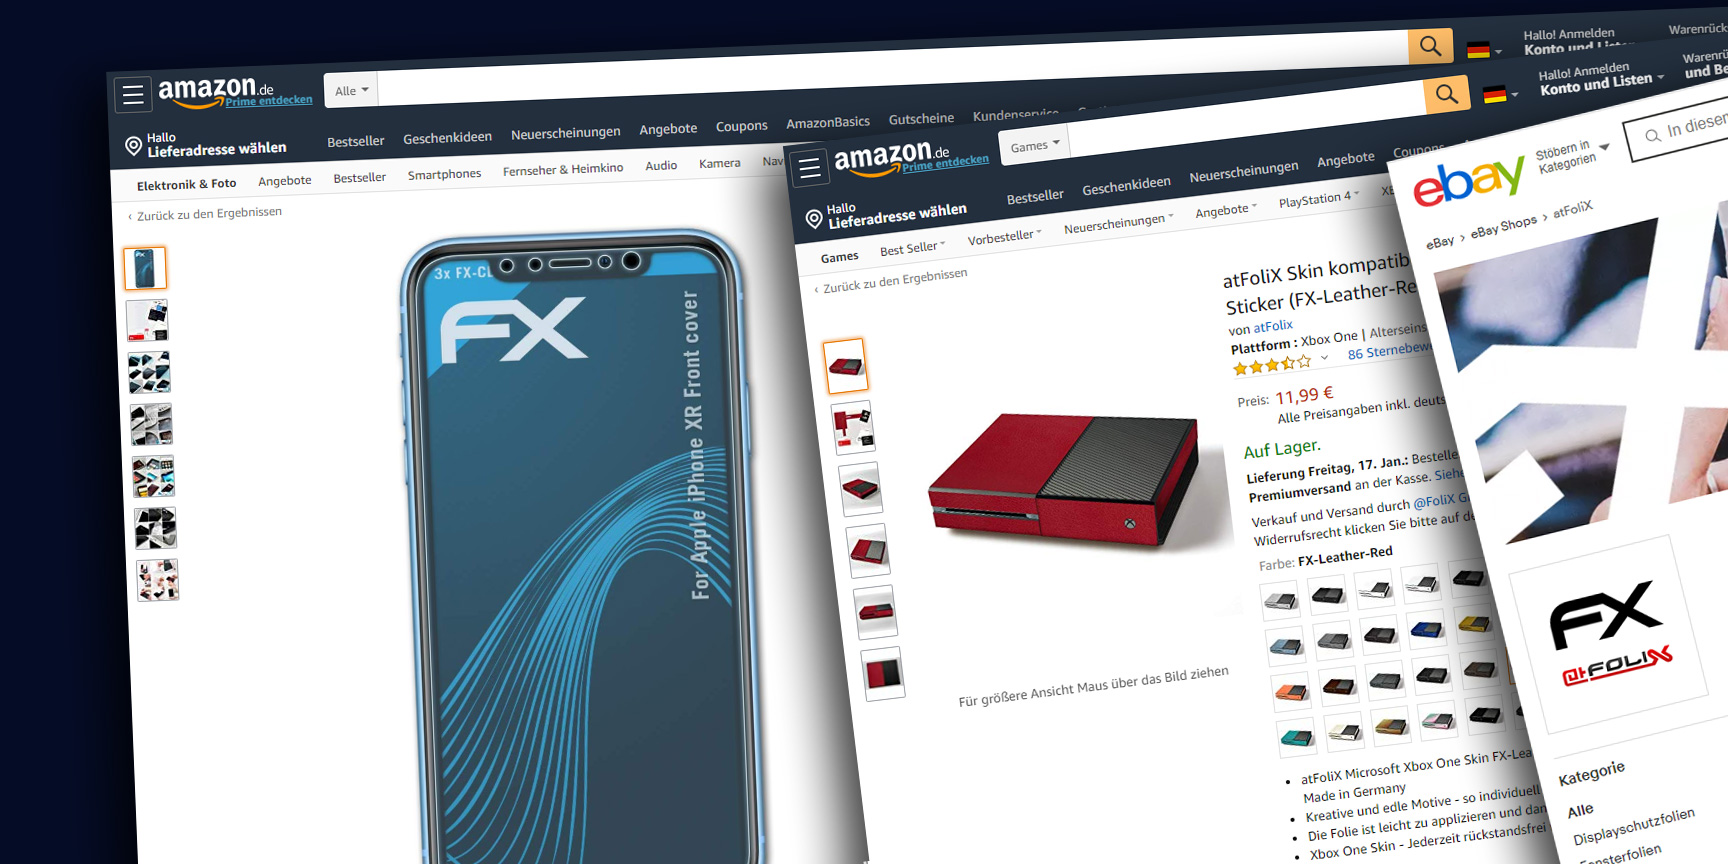 amazon.de
Prime entdecken
Alle
Hallo! Anmelden
Konto und Listen
Hallo
Lieferadresse wählen
Bestseller
Geschenkideen
Neuerscheinungen
Angebote
Coupons
AmazonBasics
Gutscheine
Kundenservice
Elektronik & Foto
Angebote
Bestseller
Smartphones
Fernseher & Heimkino
Audio
Kamera
‹ Zurück zu den Ergebnissen
3x FX-CL
FX
For Apple iPhone XR Front cover
amazon.de
Prime entdecken
Games
Hallo! Anmelden
Konto und Listen
und Be
Hallo
Lieferadresse wählen
Bestseller
Geschenkideen
Neuerscheinungen
Angebote
Coupons
Games
Best Seller
Vorbesteller
Neuerscheinungen
Angebote
PlayStation 4
‹ Zurück zu den Ergebnissen
atFoliX Skin kompatib
Sticker (FX-Leather-Re
von atFolix
Plattform : Xbox One | Alterseins
86 Sternebew
Preis: 11,99 €
Alle Preisangaben inkl. deuts
Auf Lager.
Lieferung Freitag, 17. Jan.: Bestelle
Premiumversand an der Kasse. Siehe
Verkauf und Versand durch @FoliX G
Widerrufsrecht klicken Sie bitte auf de
Farbe: FX-Leather-Red
Für größere Ansicht Maus über das Bild ziehen
• atFoliX Microsoft Xbox One Skin FX-Lea
Made in Germany
• Kreative und edle Motive - so individuell
• Die Folie ist leicht zu applizieren und dan
• Xbox One Skin - Jederzeit rückstandsfrei
ebay
Stöbern in
Kategorien
In diesem
eBay › eBay Shops › atFoliX
FX
@FOLIX
Kategorie
Alle
Displayschutzfolien
Fensterfolien